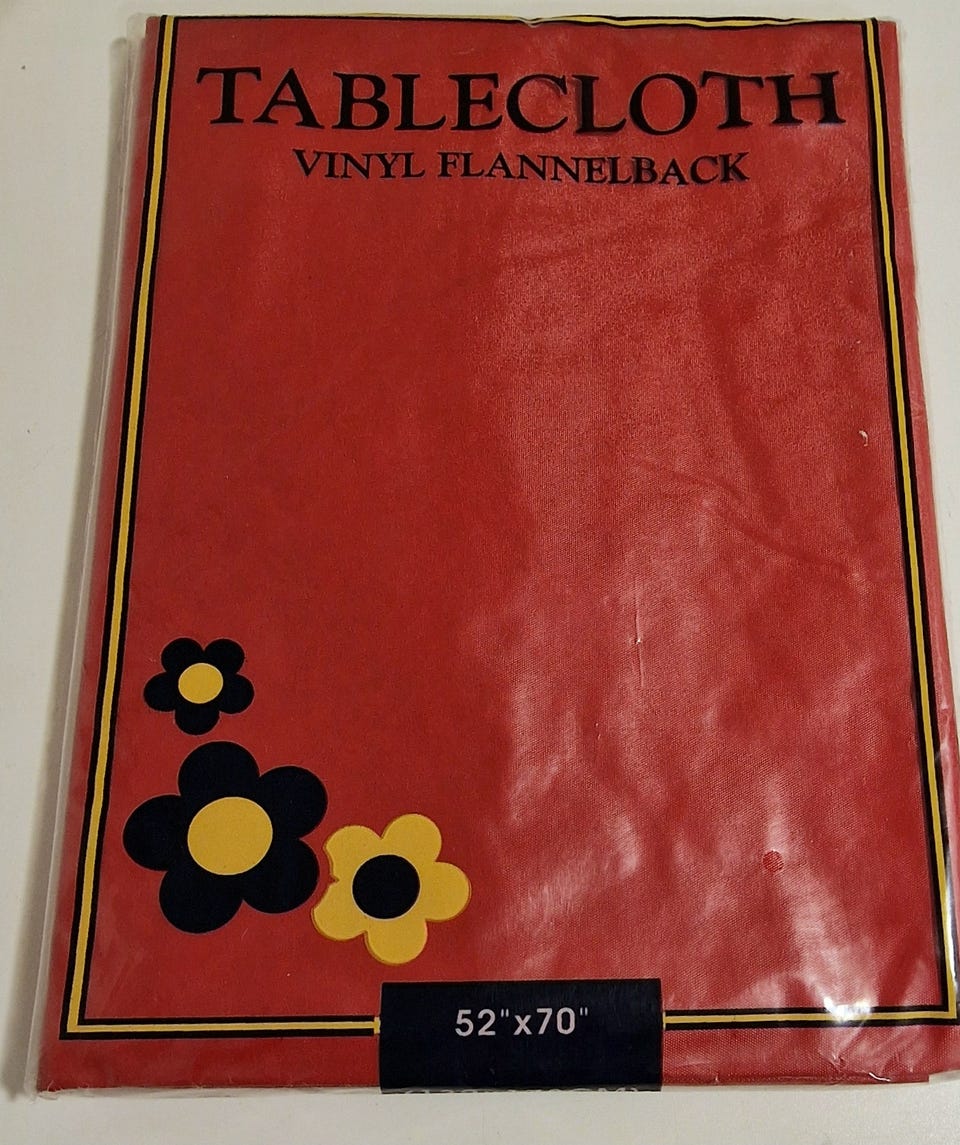 TABLECLOTH
VINYL FLANNELBACK
52"x70"